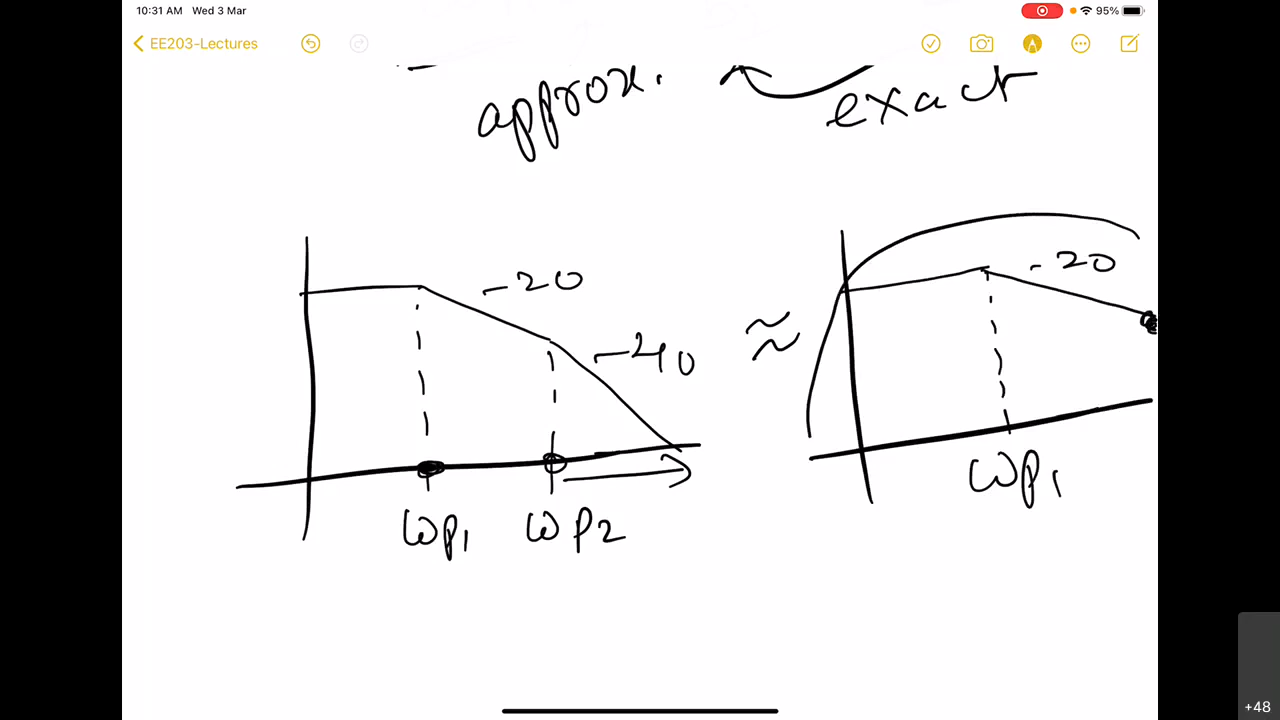 10:31 AM Wed 3 Mar
95%
EE203-Lectures
approx.
exact
-20
-40
≈
-20
ωp1 ωp2
ωp1
+48